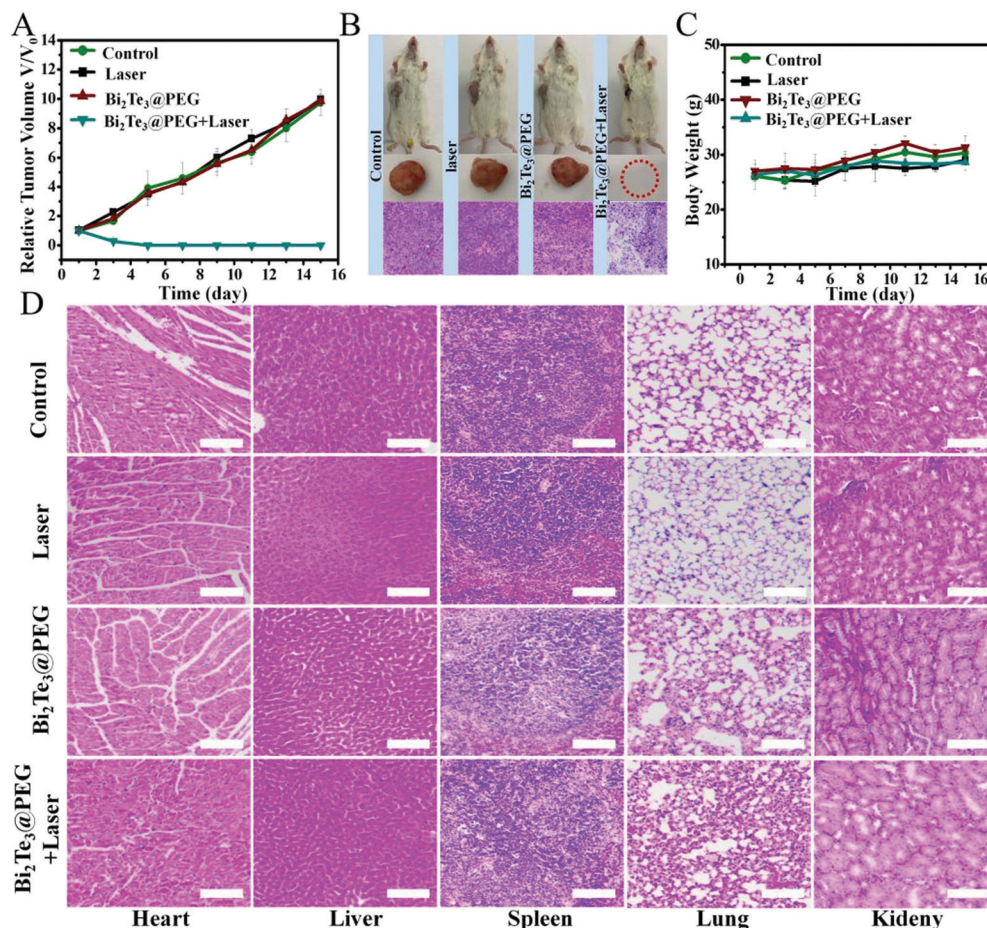 A
Relative Tumor Volume V/V₀
14
12
10
8
6
4
2
0
Control
Laser
Bi₂Te₃@PEG
Bi₂Te₃@PEG+Laser
0 2 4 6 8 10 12 14 16
Time (day)
B
Control
laser
Bi₂Te₃@PEG
Bi₂Te₃@PEG+Laser
C
Body Weight (g)
50
40
30
20
10
Control
Laser
Bi₂Te₃@PEG
Bi₂Te₃@PEG+Laser
0 2 4 6 8 10 12 14 16
Time (day)
D
Control
Laser
Bi₂Te₃@PEG
Bi₂Te₃@PEG
+Laser
Heart Liver Spleen Lung Kideny